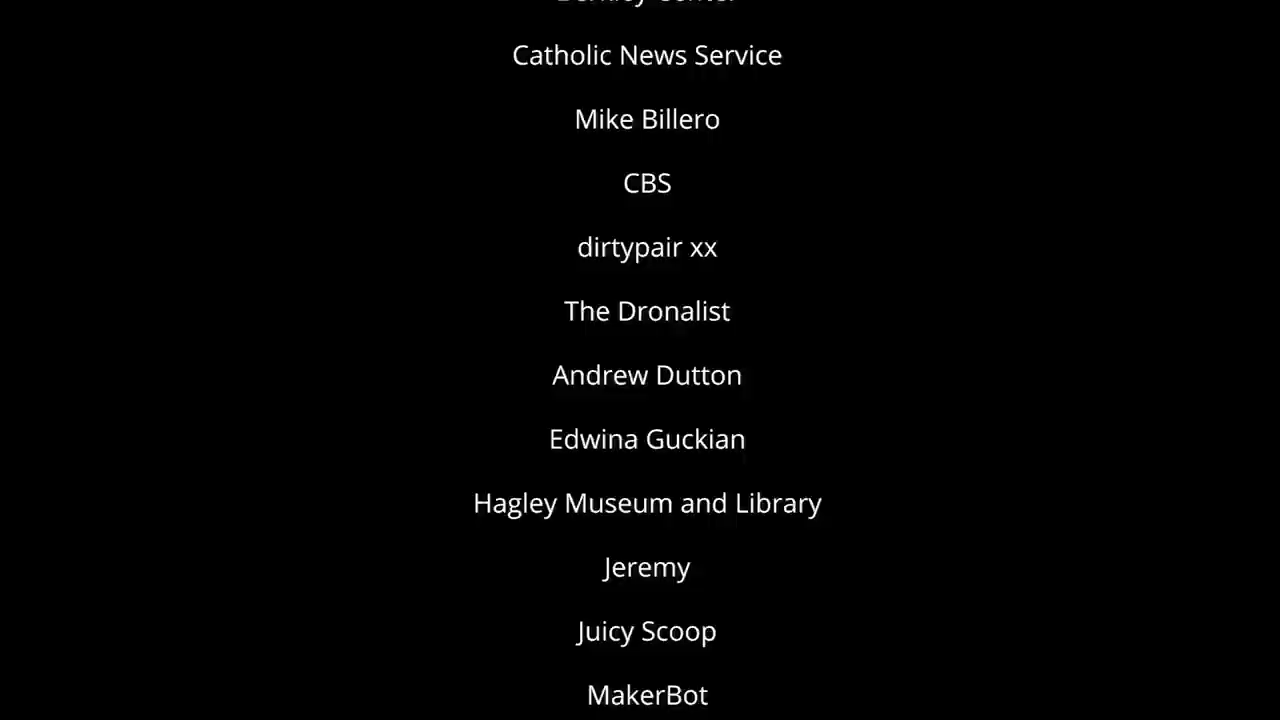 Catholic News Service
Mike Billero
CBS
dirtypair xx
The Dronalist
Andrew Dutton
Edwina Guckian
Hagley Museum and Library
Jeremy
Juicy Scoop
MakerBot